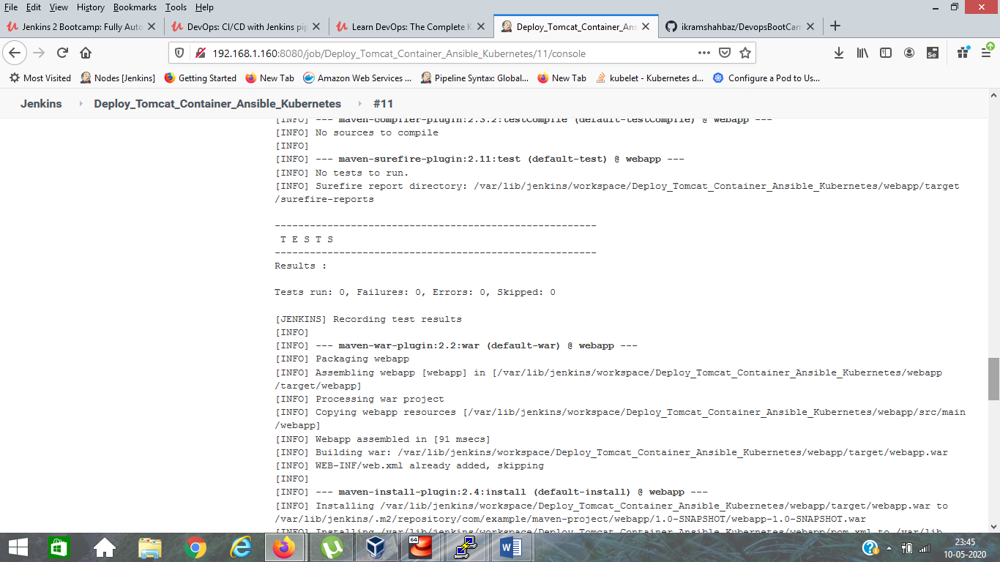 File Edit View History Bookmarks Tools Help
Jenkins 2 Bootcamp: Fully Auto
DevOps: CI/CD with Jenkins pip
Learn DevOps: The Complete K
Deploy_Tomcat_Container_Ans
ikramshahbaz/DevopsBootCam
192.168.1.160:8080/job/Deploy_Tomcat_Container_Ansible_Kubernetes/11/console
Se
Most Visited
Nodes [Jenkins]
Getting Started
New Tab
Amazon Web Services ...
Pipeline Syntax: Global...
New Tab
kubelet - Kubernetes d...
Configure a Pod to Us...
Jenkins Deploy_Tomcat_Container_Ansible_Kubernetes #11
[INFO] --- maven-compiler-plugin:2.3.2:testCompile (default-testCompile) @ webapp ---
[INFO] No sources to compile
[INFO]
[INFO] --- maven-surefire-plugin:2.11:test (default-test) @ webapp ---
[INFO] No tests to run.
[INFO] Surefire report directory: /var/lib/jenkins/workspace/Deploy_Tomcat_Container_Ansible_Kubernetes/webapp/target
/surefire-reports
-------------------------------------------------------
T E S T S
-------------------------------------------------------
Results :
Tests run: 0, Failures: 0, Errors: 0, Skipped: 0
[JENKINS] Recording test results
[INFO]
[INFO] --- maven-war-plugin:2.2:war (default-war) @ webapp ---
[INFO] Packaging webapp
[INFO] Assembling webapp [webapp] in [/var/lib/jenkins/workspace/Deploy_Tomcat_Container_Ansible_Kubernetes/webapp
/target/webapp]
[INFO] Processing war project
[INFO] Copying webapp resources [/var/lib/jenkins/workspace/Deploy_Tomcat_Container_Ansible_Kubernetes/webapp/src/main
/webapp]
[INFO] Webapp assembled in [91 msecs]
[INFO] Building war: /var/lib/jenkins/workspace/Deploy_Tomcat_Container_Ansible_Kubernetes/webapp/target/webapp.war
[INFO] WEB-INF/web.xml already added, skipping
[INFO]
[INFO] --- maven-install-plugin:2.4:install (default-install) @ webapp ---
[INFO] Installing /var/lib/jenkins/workspace/Deploy_Tomcat_Container_Ansible_Kubernetes/webapp/target/webapp.war to
/var/lib/jenkins/.m2/repository/com/example/maven-project/webapp/1.0-SNAPSHOT/webapp-1.0-SNAPSHOT.war
[INFO] Installing /var/lib/jenkins/workspace/Deploy_Tomcat_Container_Ansible_Kubernetes/webapp/pom.xml to /var/lib
64
23:45
10-05-2020